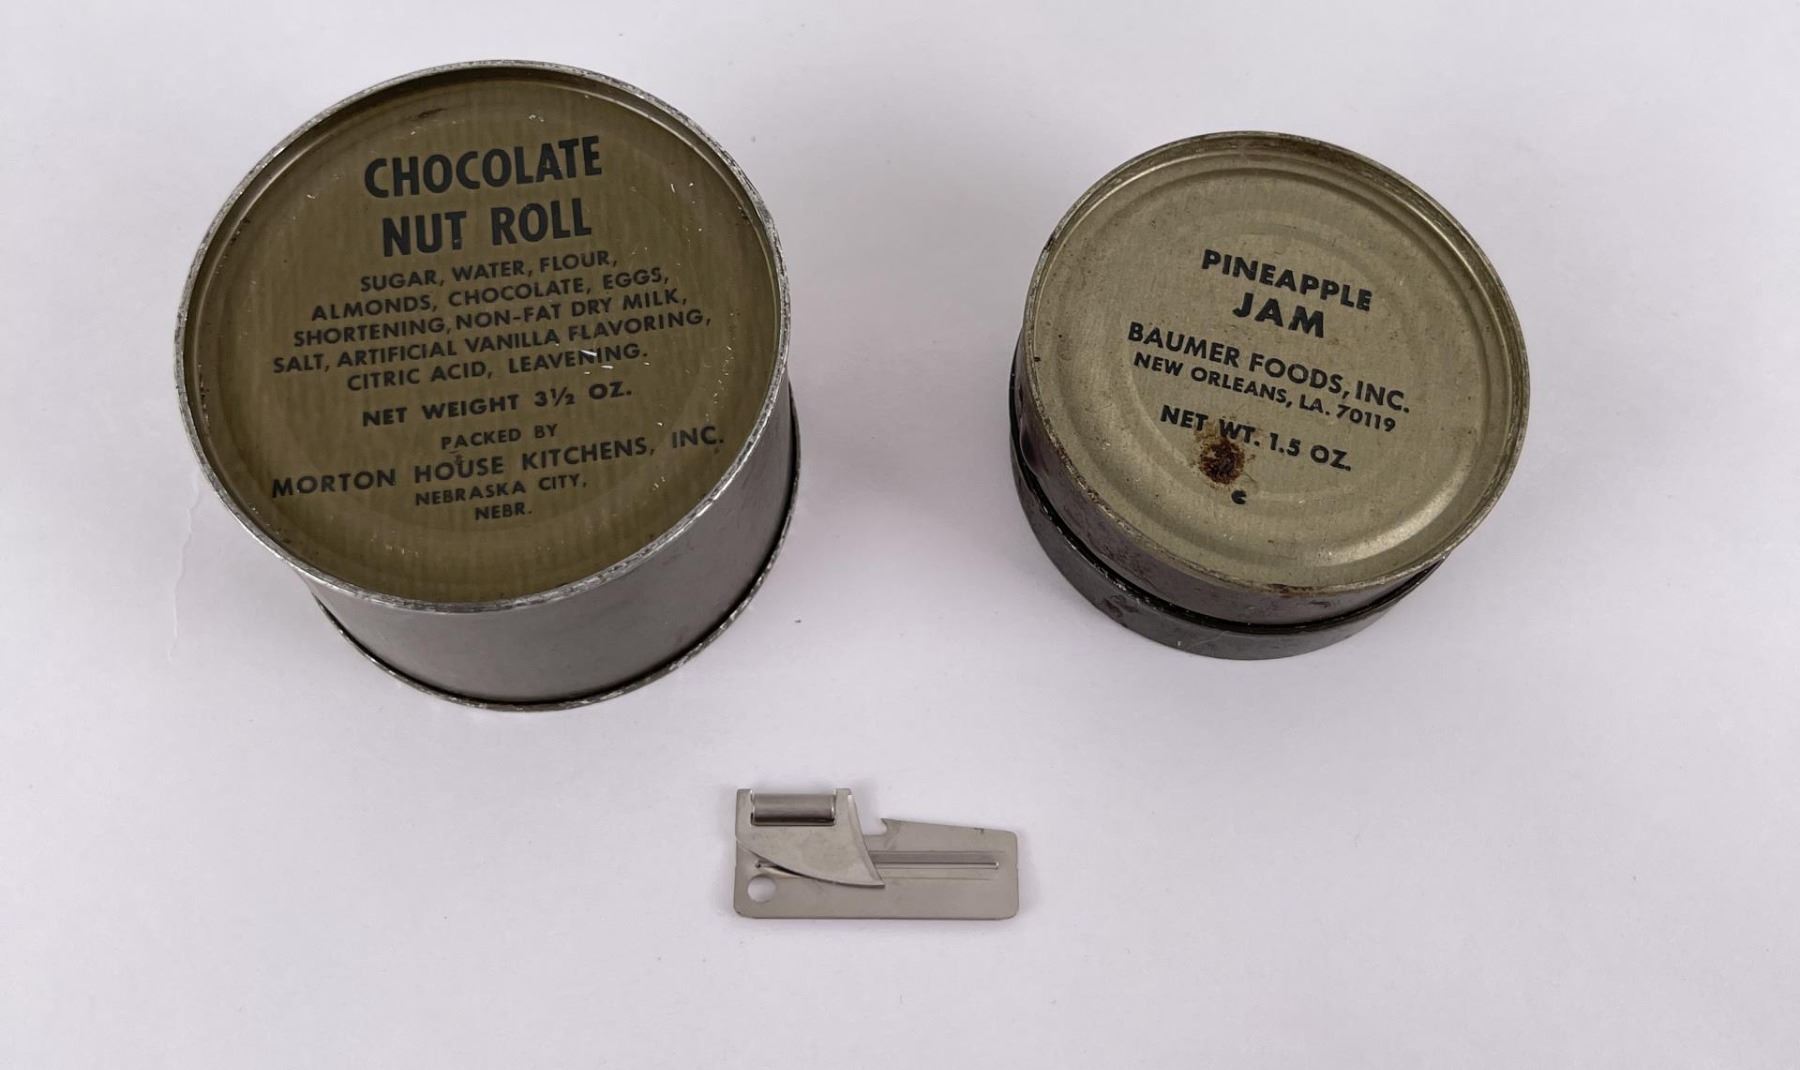 CHOCOLATE
NUT ROLL
SUGAR, WATER, FLOUR,
ALMONDS, CHOCOLATE, EGGS,
SHORTENING, NON-FAT DRY MILK,
SALT, ARTIFICIAL VANILLA FLAVORING,
CITRIC ACID, LEAVENING.
NET WEIGHT 3½ OZ.
PACKED BY
MORTON HOUSE KITCHENS, INC.
NEBRASKA CITY,
NEBR.
PINEAPPLE
JAM
BAUMER FOODS, INC.
NEW ORLEANS, LA. 70119
NET WT. 1.5 OZ.